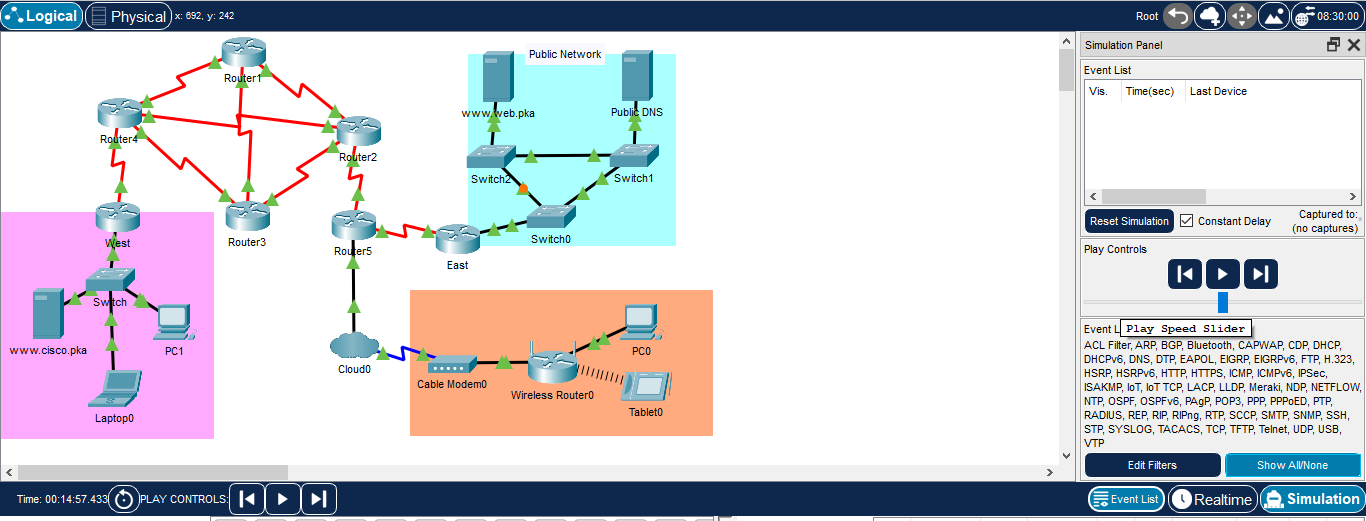 Logical
Physical
x: 692, y: 242
Root
08:30:00
Public Network
Router1
www.web.pka
Public DNS
Router4
Router2
Switch2
Switch1
West
Router3
Router5
Switch0
East
Switch
www.cisco.pka
PC1
PC0
Cloud0
Cable Modem0
Wireless Router0
Laptop0
Tablet0
Simulation Panel
Event List
Vis. Time(sec) Last Device
Reset Simulation
Constant Delay
Captured to:
(no captures)
Play Controls
Event L
Play Speed Slider
ACL Filter, ARP, BGP, Bluetooth, CAPWAP, CDP, DHCP,
DHCPv6, DNS, DTP, EAPOL, EIGRP, EIGRPv6, FTP, H.323,
HSRP, HSRPv6, HTTP, HTTPS, ICMP, ICMPv6, IPSec,
ISAKMP, IoT, IoT TCP, LACP, LLDP, Meraki, NDP, NETFLOW,
NTP, OSPF, OSPFv6, PAgP, POP3, PPP, PPPoED, PTP,
RADIUS, REP, RIP, RIPng, RTP, SCCP, SMTP, SNMP, SSH,
STP, SYSLOG, TACACS, TCP, TFTP, Telnet, UDP, USB,
VTP
Edit Filters
Show All/None
Time: 00:14:57.433
PLAY CONTROLS:
Event List
Realtime
Simulation